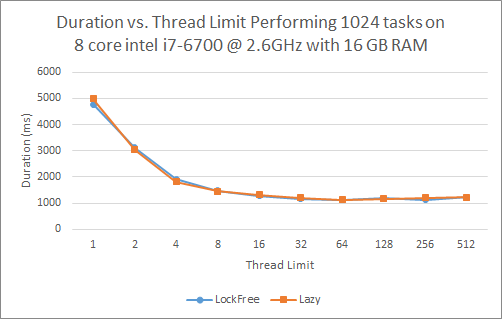 Duration vs. Thread Limit Performing 1024 tasks on
8 core intel i7-6700 @ 2.6GHz with 16 GB RAM
6000
5000
4000
3000
2000
1000
0
Duration (ms)
1 2 4 8 16 32 64 128 256 512
Thread Limit
LockFree Lazy